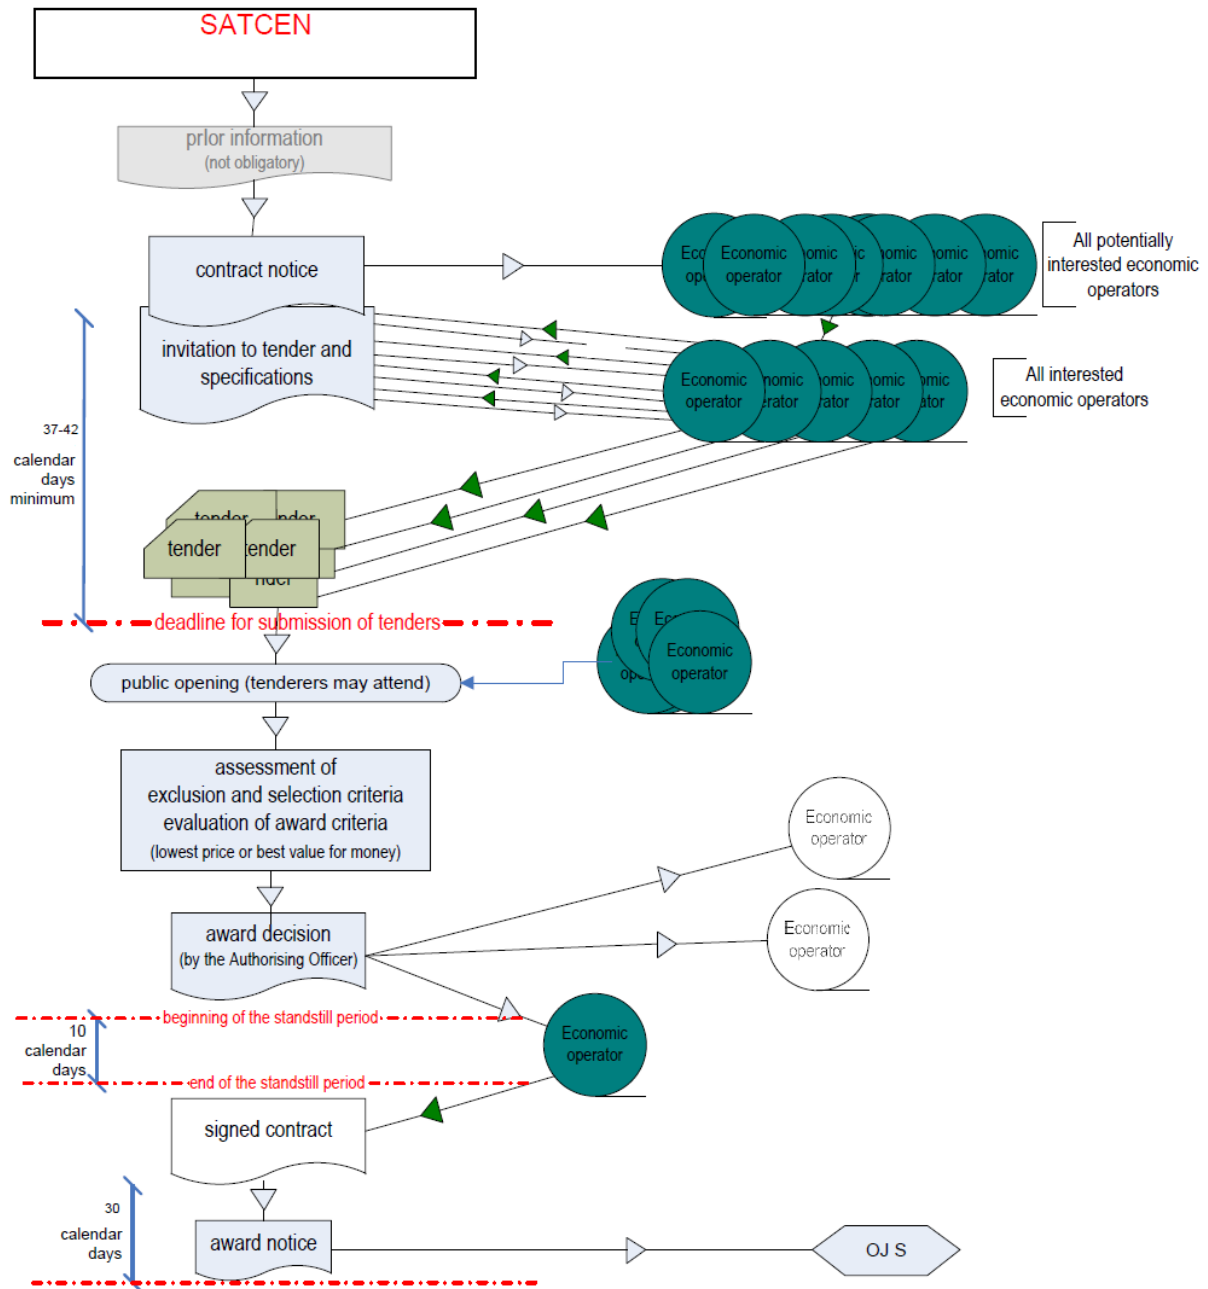 SATCEN
prIor information
(not obligatory)
contract notice
Economic
operator
All potentially
interested economic
operators
invitation to tender and
specifications
Economic
operator
All interested
economic operators
37-42
calendar
days
minimum
tender
tender
tender
deadline for submission of tenders
Economic
operator
public opening (tenderers may attend)
assessment of
exclusion and selection criteria
evaluation of award criteria
(lowest price or best value for money)
Economic
operator
Economic
operator
award decision
(by the Authorising Officer)
beginning of the standstill period
10
calendar
days
Economic
operator
end of the standstill period
signed contract
30
calendar
days
award notice
OJ S